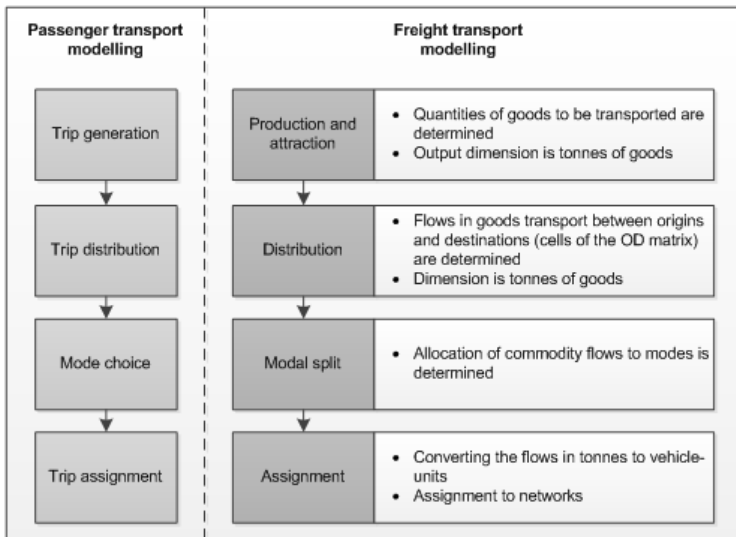 Passenger transport
modelling
Freight transport
modelling
Trip generation
Production and
attraction
• Quantities of goods to be transported are
determined
• Output dimension is tonnes of goods
Trip distribution
Distribution
• Flows in goods transport between origins
and destinations (cells of the OD matrix)
are determined
• Dimension is tonnes of goods
Mode choice
Modal split
• Allocation of commodity flows to modes is
determined
Trip assignment
Assignment
• Converting the flows in tonnes to vehicle-
units
• Assignment to networks